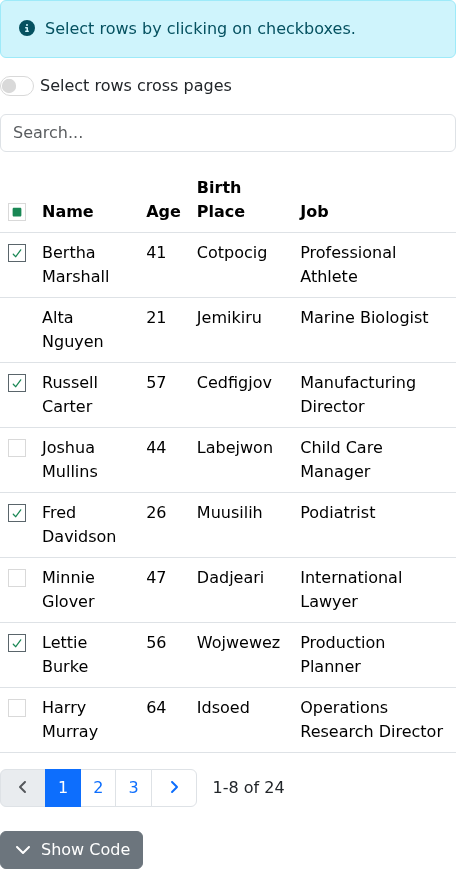 Select rows by clicking on checkboxes.
Select rows cross pages
Search...
Birth
Name Age Place Job
Bertha 41 Cotpocig Professional
Marshall Athlete
Alta 21 Jemikiru Marine Biologist
Nguyen
Russell 57 Cedfigjov Manufacturing
Carter Director
Joshua 44 Labejwon Child Care
Mullins Manager
Fred 26 Muusilih Podiatrist
Davidson
Minnie 47 Dadjeari International
Glover Lawyer
Lettie 56 Wojwewez Production
Burke Planner
Harry 64 Idsoed Operations
Murray Research Director
1 2 3 1-8 of 24
Show Code